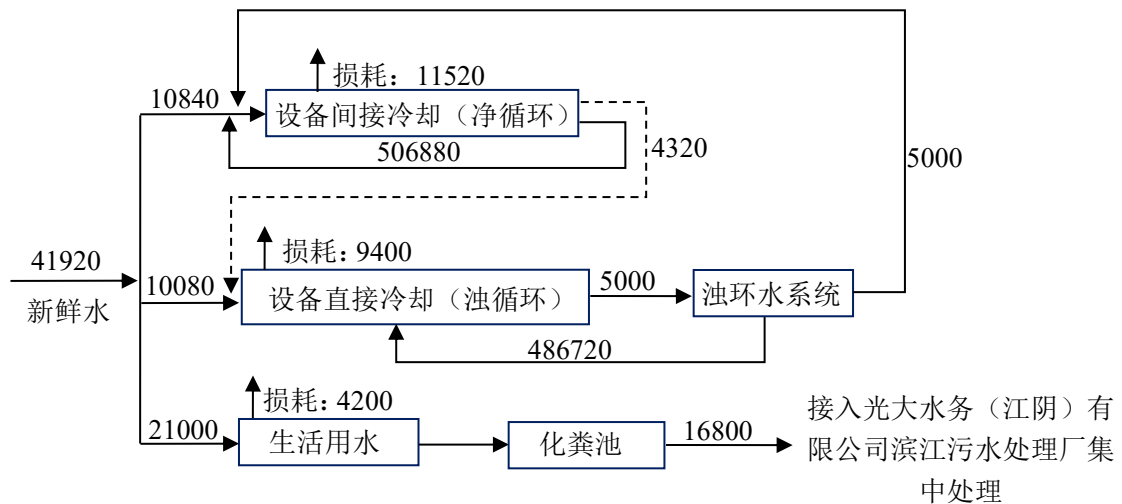 损耗：11520
10840
设备间接冷却（净循环）
506880
4320
5000
41920
新鲜水
损耗：9400
10080
设备直接冷却（浊循环）
5000
浊环水系统
486720
损耗：4200
21000
生活用水
化粪池
16800
接入光大水务（江阴）有
限公司滨江污水处理厂集
中处理